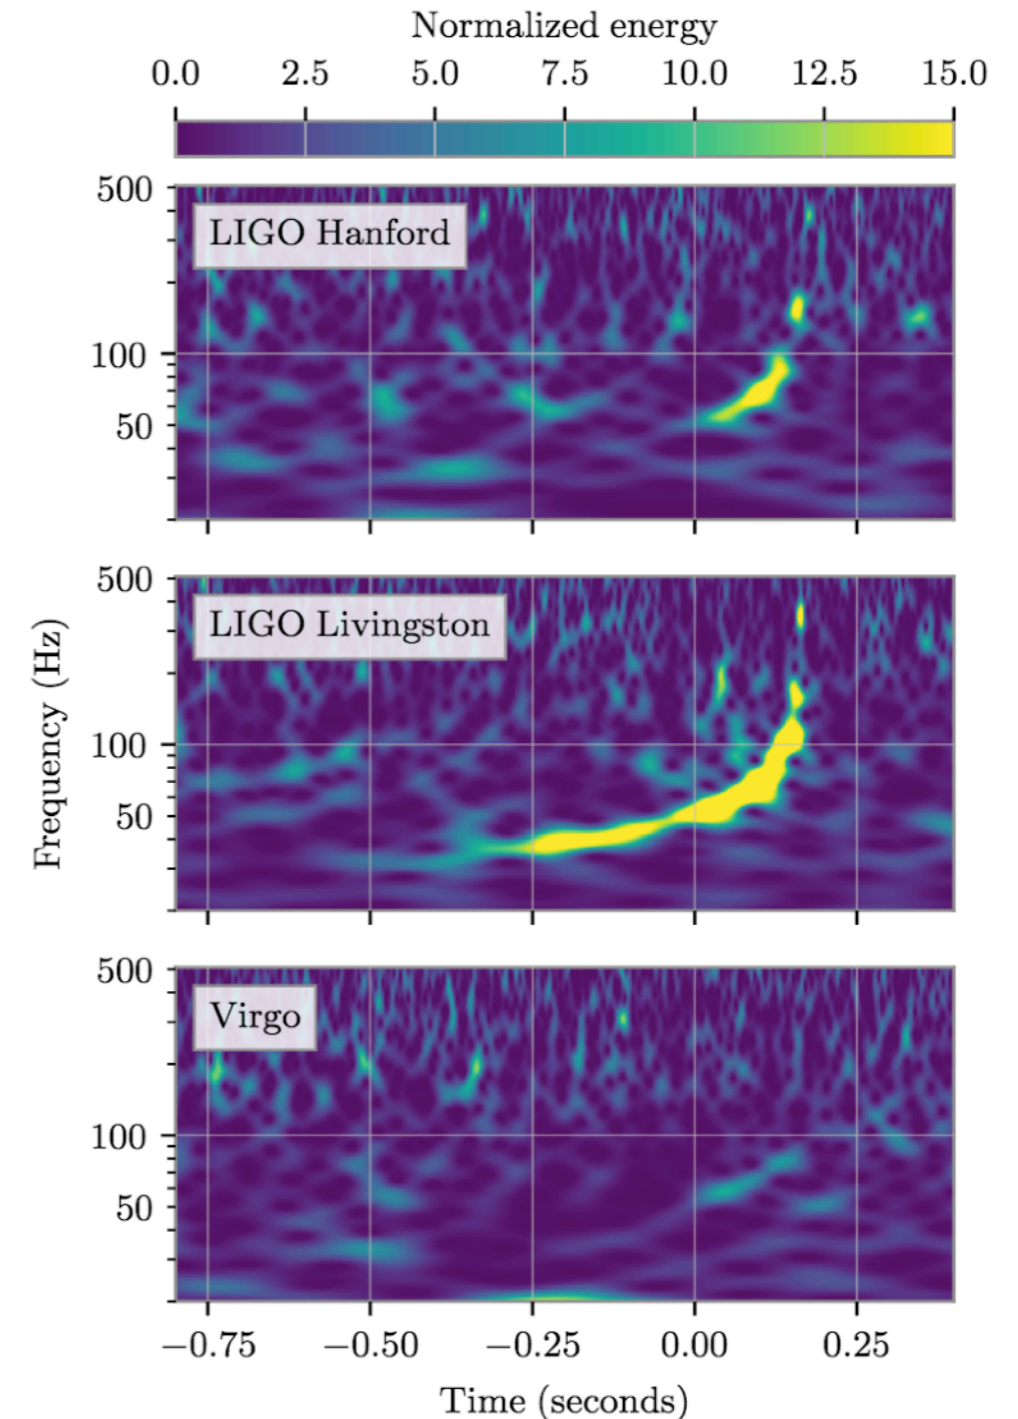 Normalized energy
0.0 2.5 5.0 7.5 10.0 12.5 15.0
500
LIGO Hanford
100
50
500
LIGO Livingston
100
50
Frequency (Hz)
500
Virgo
100
50
−0.75 −0.50 −0.25 0.00 0.25
Time (seconds)